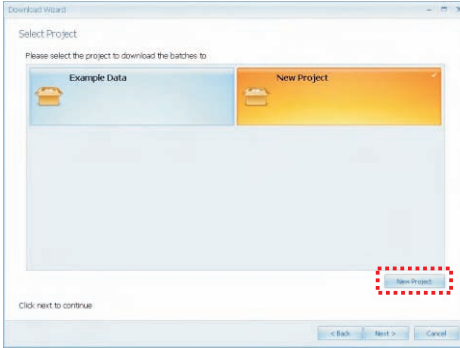 Download Wizard
Select Project
Please select the project to download the batches to
Example Data
New Project
New Project
Click next to continue
< Back
Next >
Cancel